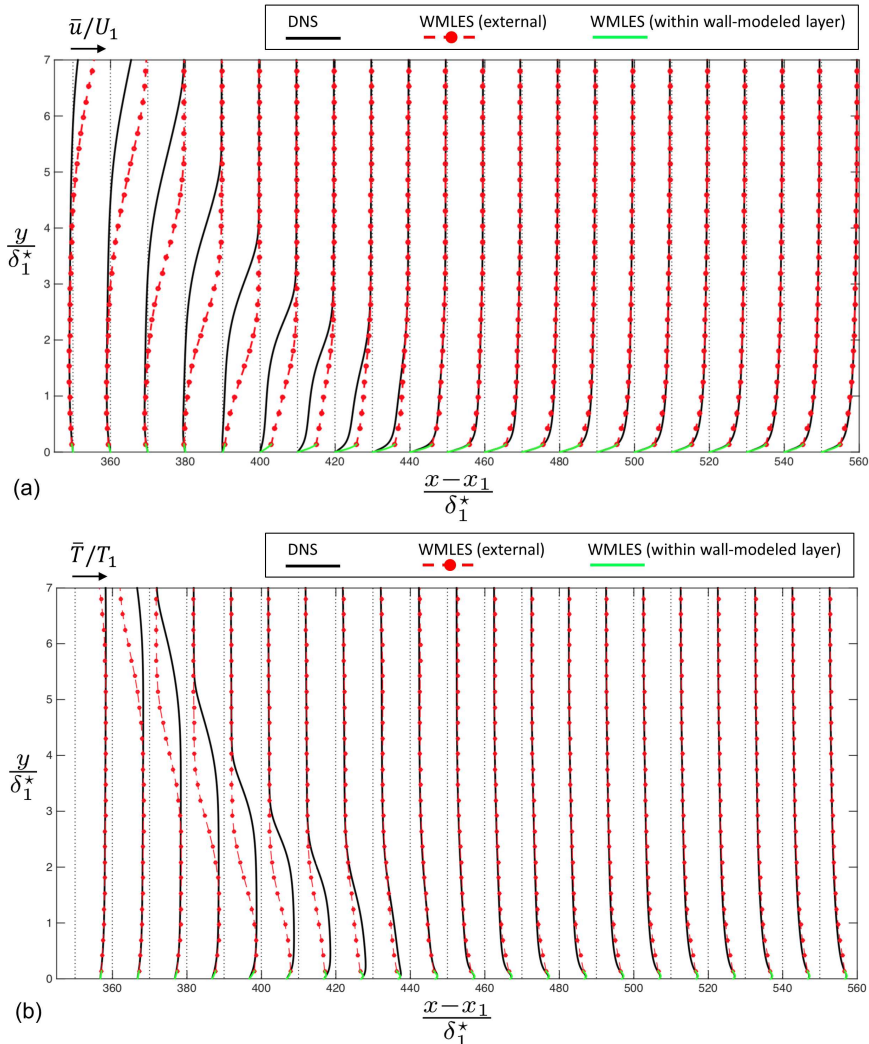 ū/U₁
DNS WMLES (external) WMLES (within wall-modeled layer)
7
6
5
4
3
2
1
0
y/δ₁⋆
360 380 400 420 440 460 480 500 520 540 560
(a)
x−x₁/δ₁⋆
T̄/T₁
DNS WMLES (external) WMLES (within wall-modeled layer)
7
6
5
4
3
2
1
0
y/δ₁⋆
360 380 400 420 440 460 480 500 520 540 560
(b)
x−x₁/δ₁⋆